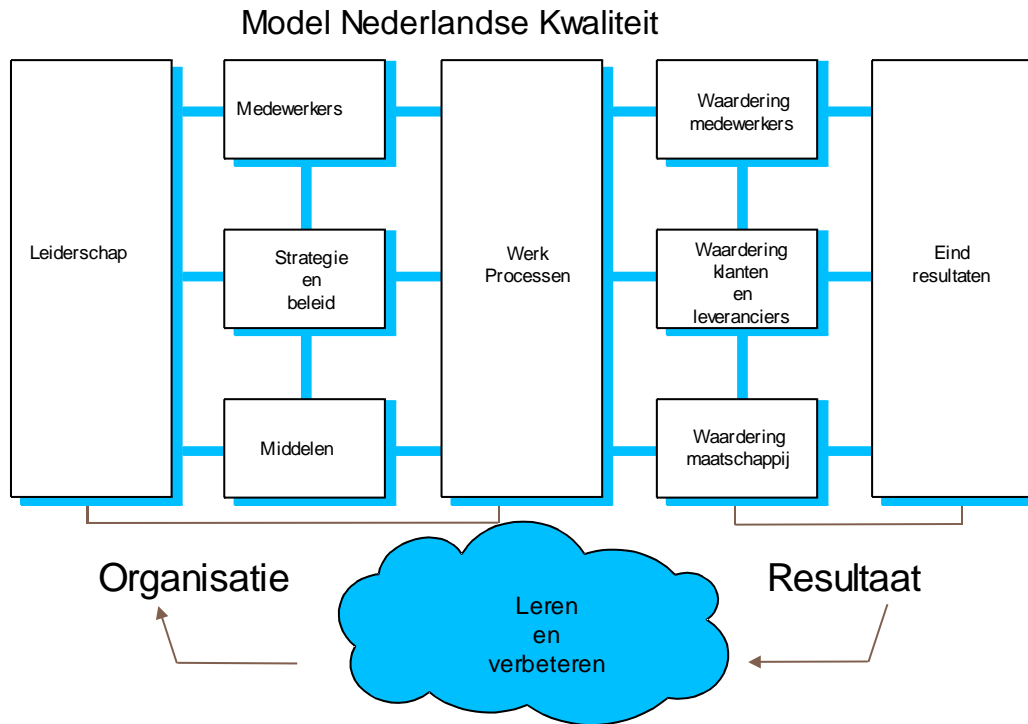 Model Nederlandse Kwaliteit
Leiderschap
Medewerkers
Strategie
en
beleid
Middelen
Werk
Processen
Waardering
medewerkers
Waardering
klanten
en
leveranciers
Waardering
maatschappij
Eind
resultaten
Organisatie
Resultaat
Leren
en
verbeteren